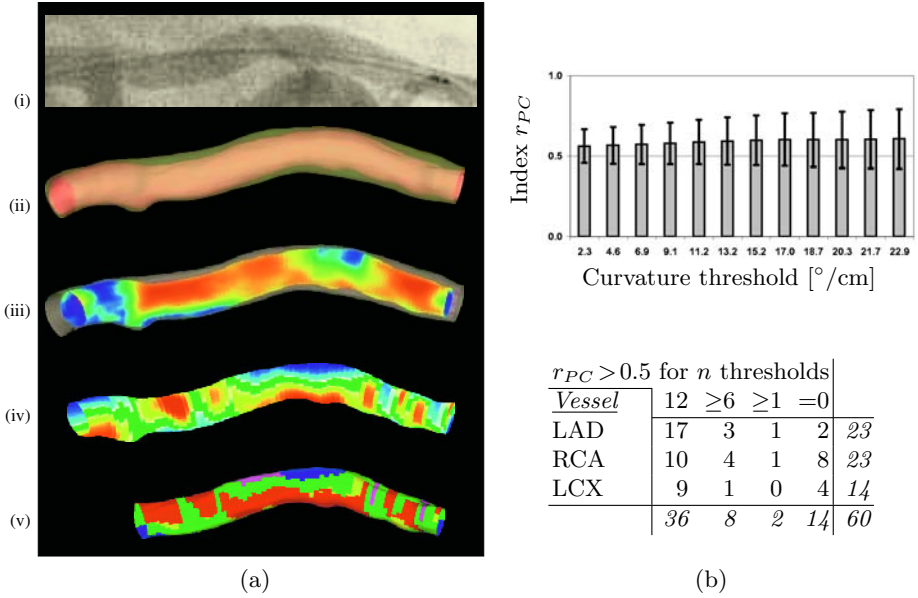 (i)
(ii)
(iii)
(iv)
(v)
(a)
Index r_PC
1.0
0.5
0.0
2.3 4.6 6.9 9.1 11.2 13.2 15.2 17.0 18.7 20.3 21.7 22.9
Curvature threshold [°/cm]
r_PC > 0.5 for n thresholds
Vessel 12 ≥6 ≥1 =0
LAD 17 3 1 2 23
RCA 10 4 1 8 23
LCX 9 1 0 4 14
36 8 2 14 60
(b)